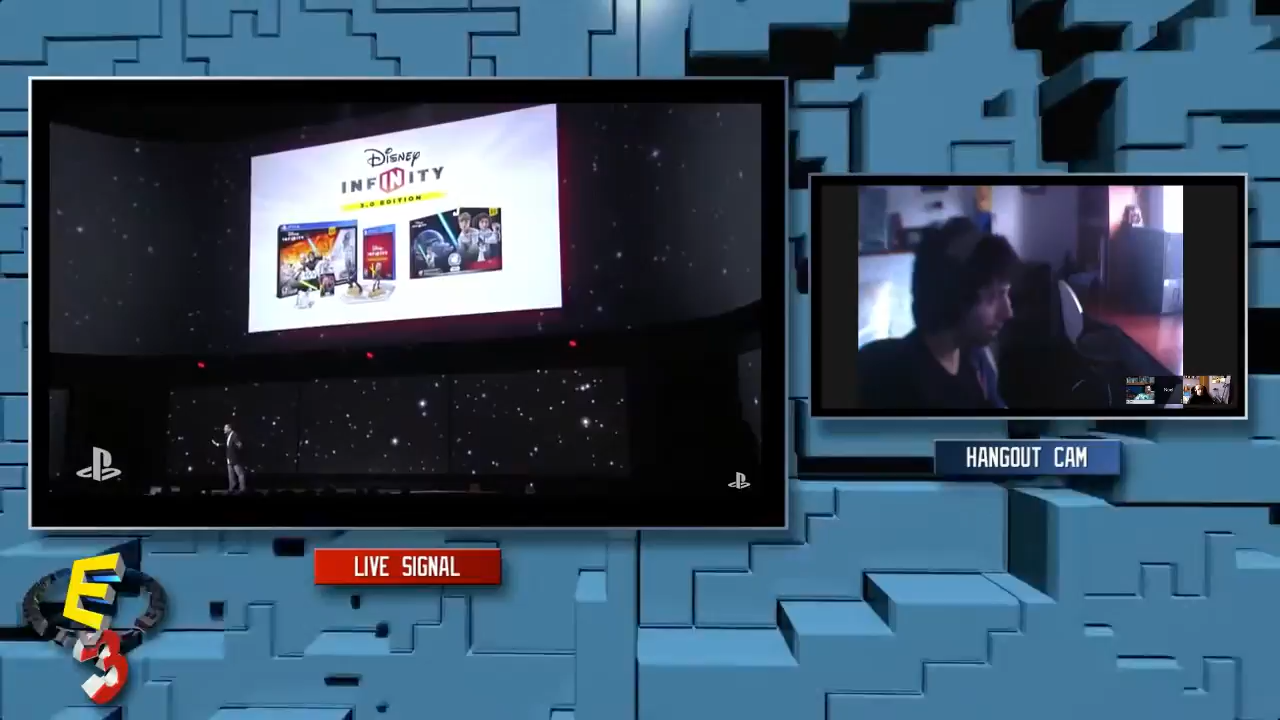 Disney
INFINITY
3.0 EDITION
LIVE SIGNAL
HANGOUT CAM
E3